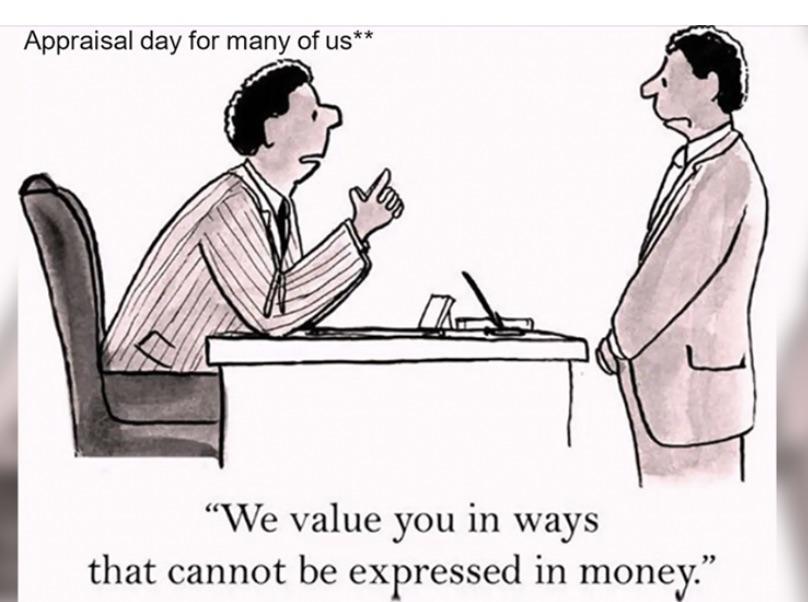 Appraisal day for many of us**
“We value you in ways
that cannot be expressed in money.”